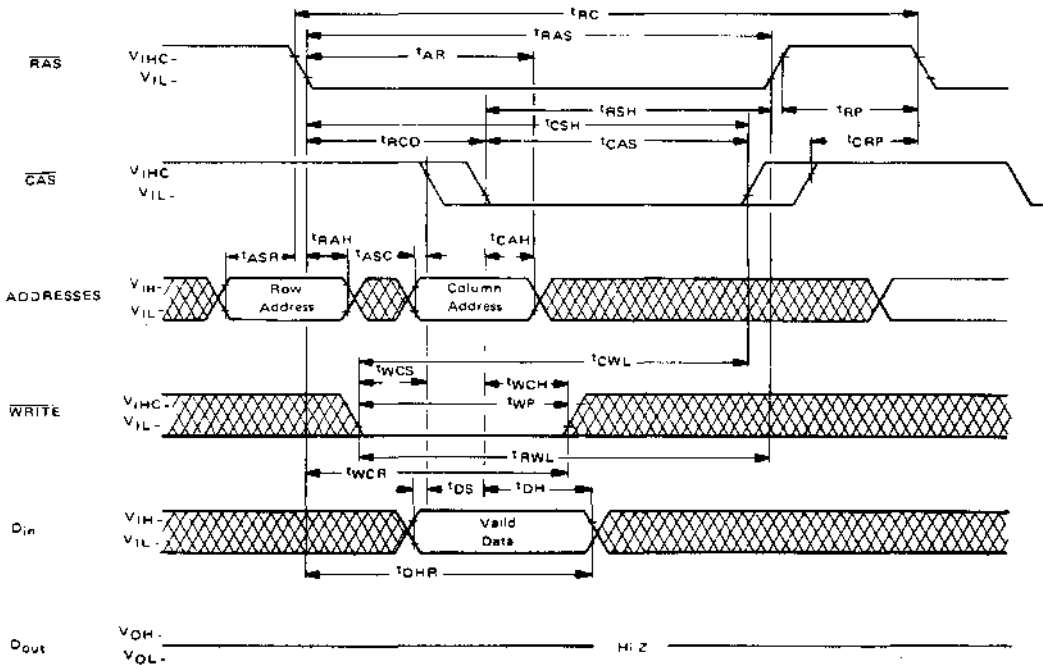 tRC
tRAS
tAR
RAS
VIHC-
VIL-
tRSH
tRP
tCSH
tRCD
tCAS
tCRP
CAS
VIHC
VIL-
tRAH
tCAH
tASR
tASC
ADDRESSES
VIH-
VIL-
Row
Address
Column
Address
tCWL
tWCS
tWCH
WRITE
VIHC-
VIL-
tWP
tRWL
tWCR
tDS
tDH
Din
VIH-
VIL-
Valid
Data
tDHR
Dout
VOH-
VOL-
Hi Z